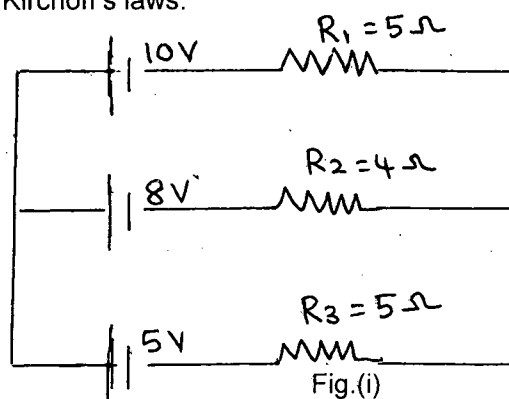 Kirchoff's laws.
10V
R₁ = 5Ω
8V
R2 = 4Ω
5V
R3 = 5Ω
Fig.(i)